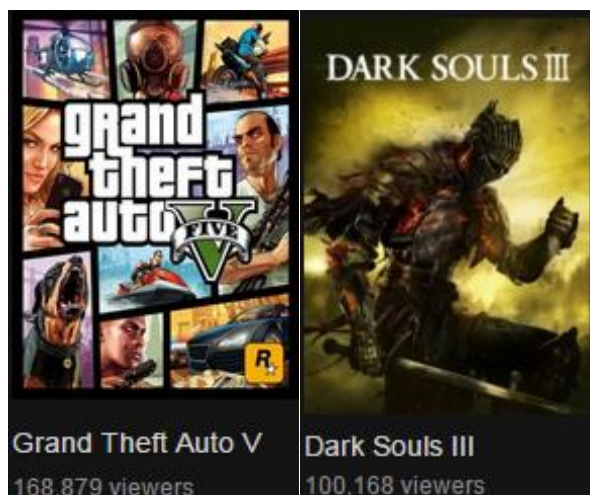 grand
theft
auto V
FIVE
R
Grand Theft Auto V
168,879 viewers
DARK SOULS III
Dark Souls III
100,168 viewers